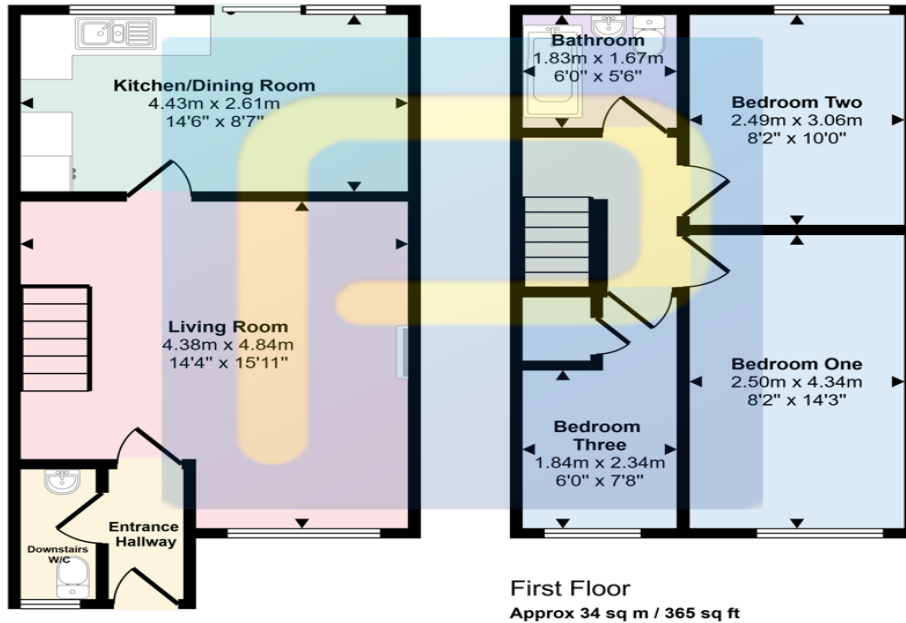 Kitchen/Dining Room
4.43m x 2.61m
14'6" x 8'7"
Living Room
4.38m x 4.84m
14'4" x 15'11"
Entrance
Hallway
Downstairs
W/C
Bathroom
1.83m x 1.67m
6'0" x 5'6"
Bedroom Two
2.49m x 3.06m
8'2" x 10'0"
Bedroom One
2.50m x 4.34m
8'2" x 14'3"
Bedroom
Three
1.84m x 2.34m
6'0" x 7'8"
First Floor
Approx 34 sq m / 365 sq ft